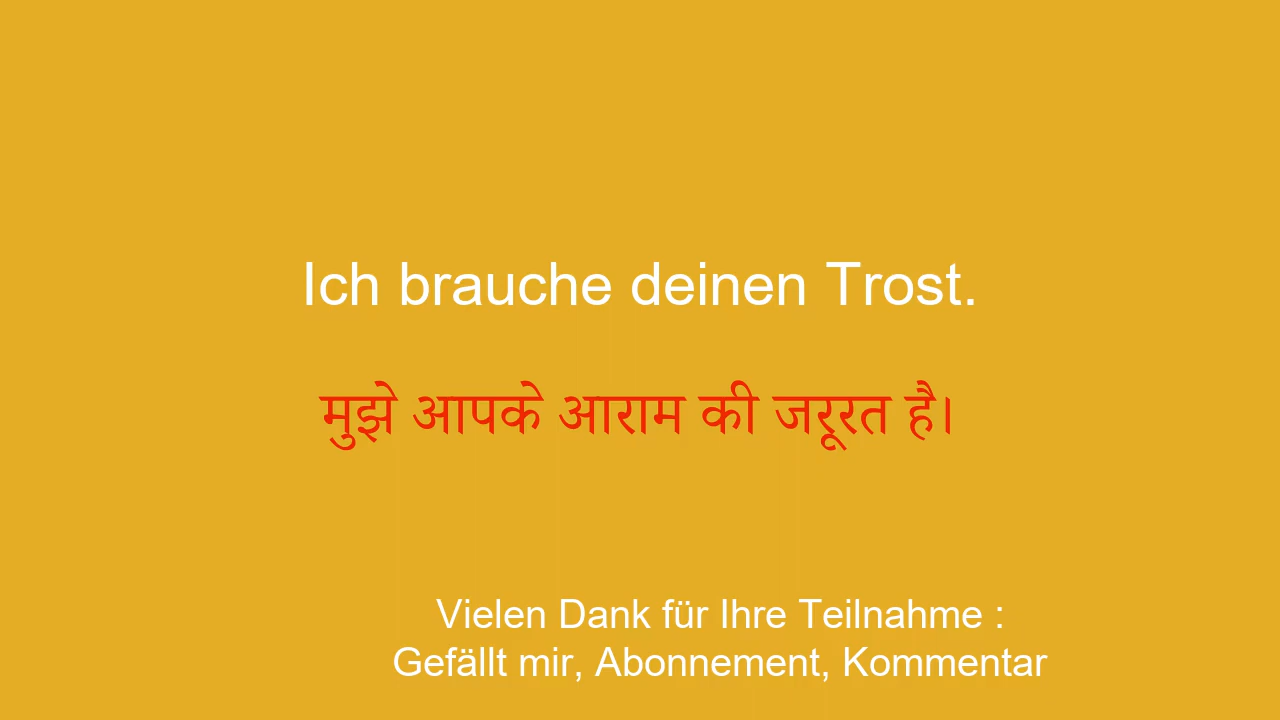 Ich brauche deinen Trost.
मुझे आपके आराम की जरूरत है।
Vielen Dank für Ihre Teilnahme :
Gefällt mir, Abonnement, Kommentar